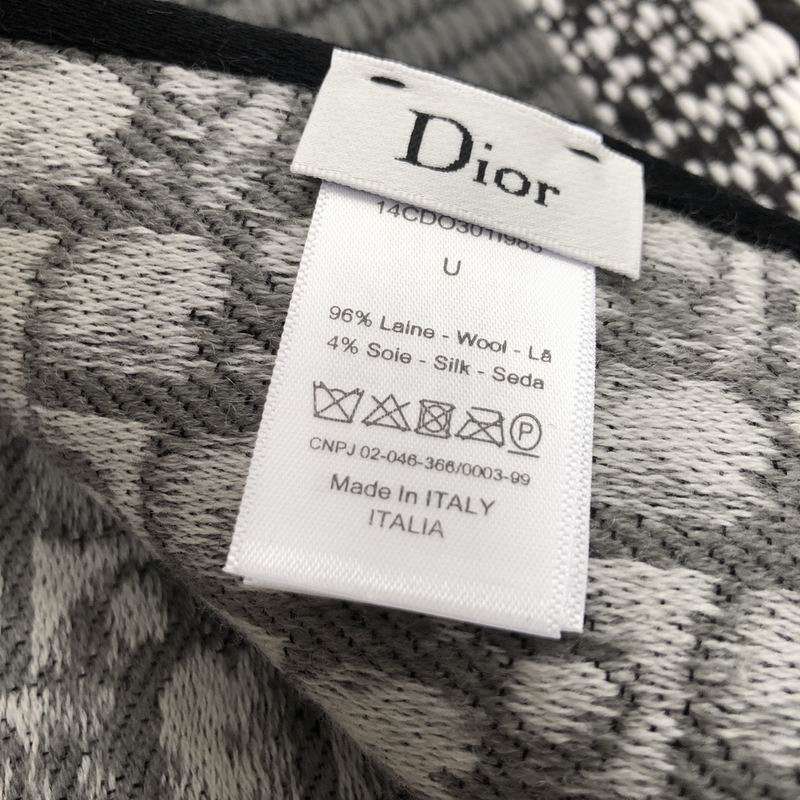 Dior
14CDO301I983
U
96% Laine - Wool - Lã
4% Soie - Silk - Seda
P
CNPJ 02-046-366/0003-99
Made In ITALY
ITALIA